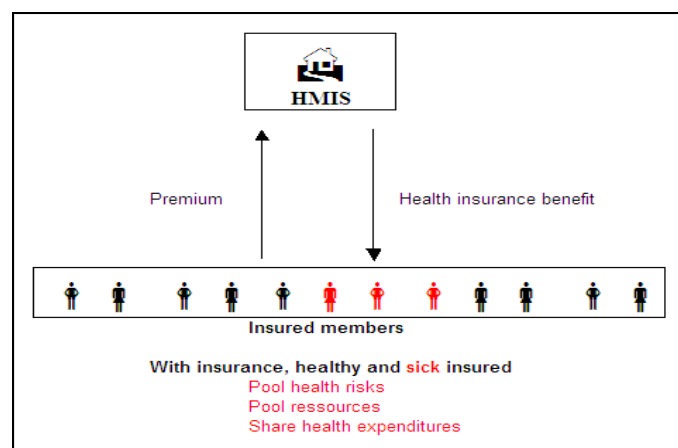 HMIS
Premium
Health insurance benefit
Insured members
With insurance, healthy and sick insured
Pool health risks
Pool ressources
Share health expenditures